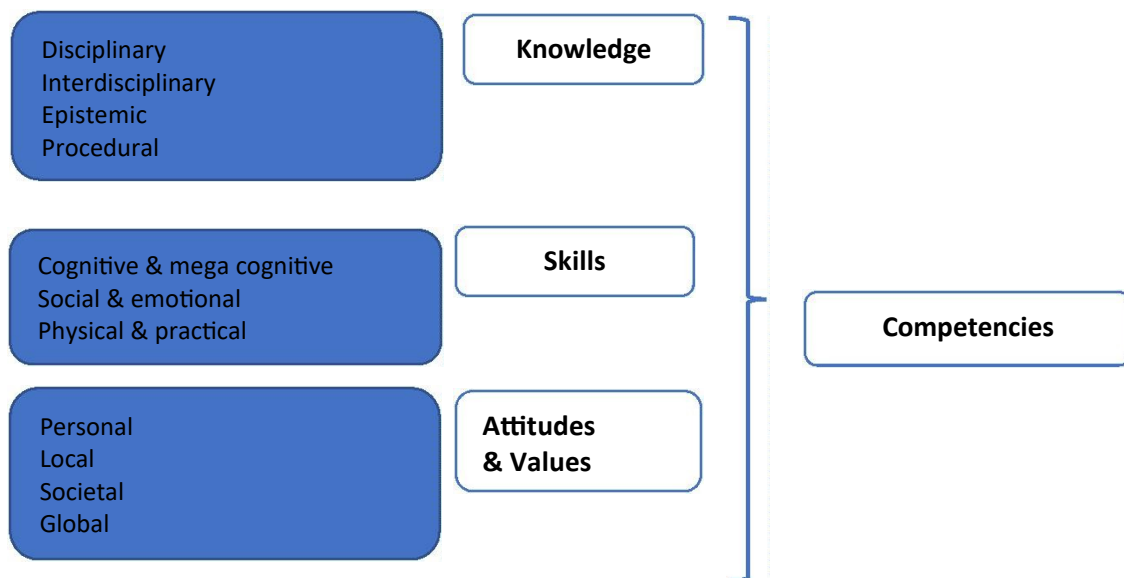 Disciplinary
Interdisciplinary
Epistemic
Procedural
Knowledge
Cognitive & mega cognitive
Social & emotional
Physical & practical
Skills
Personal
Local
Societal
Global
Attitudes
& Values
Competencies